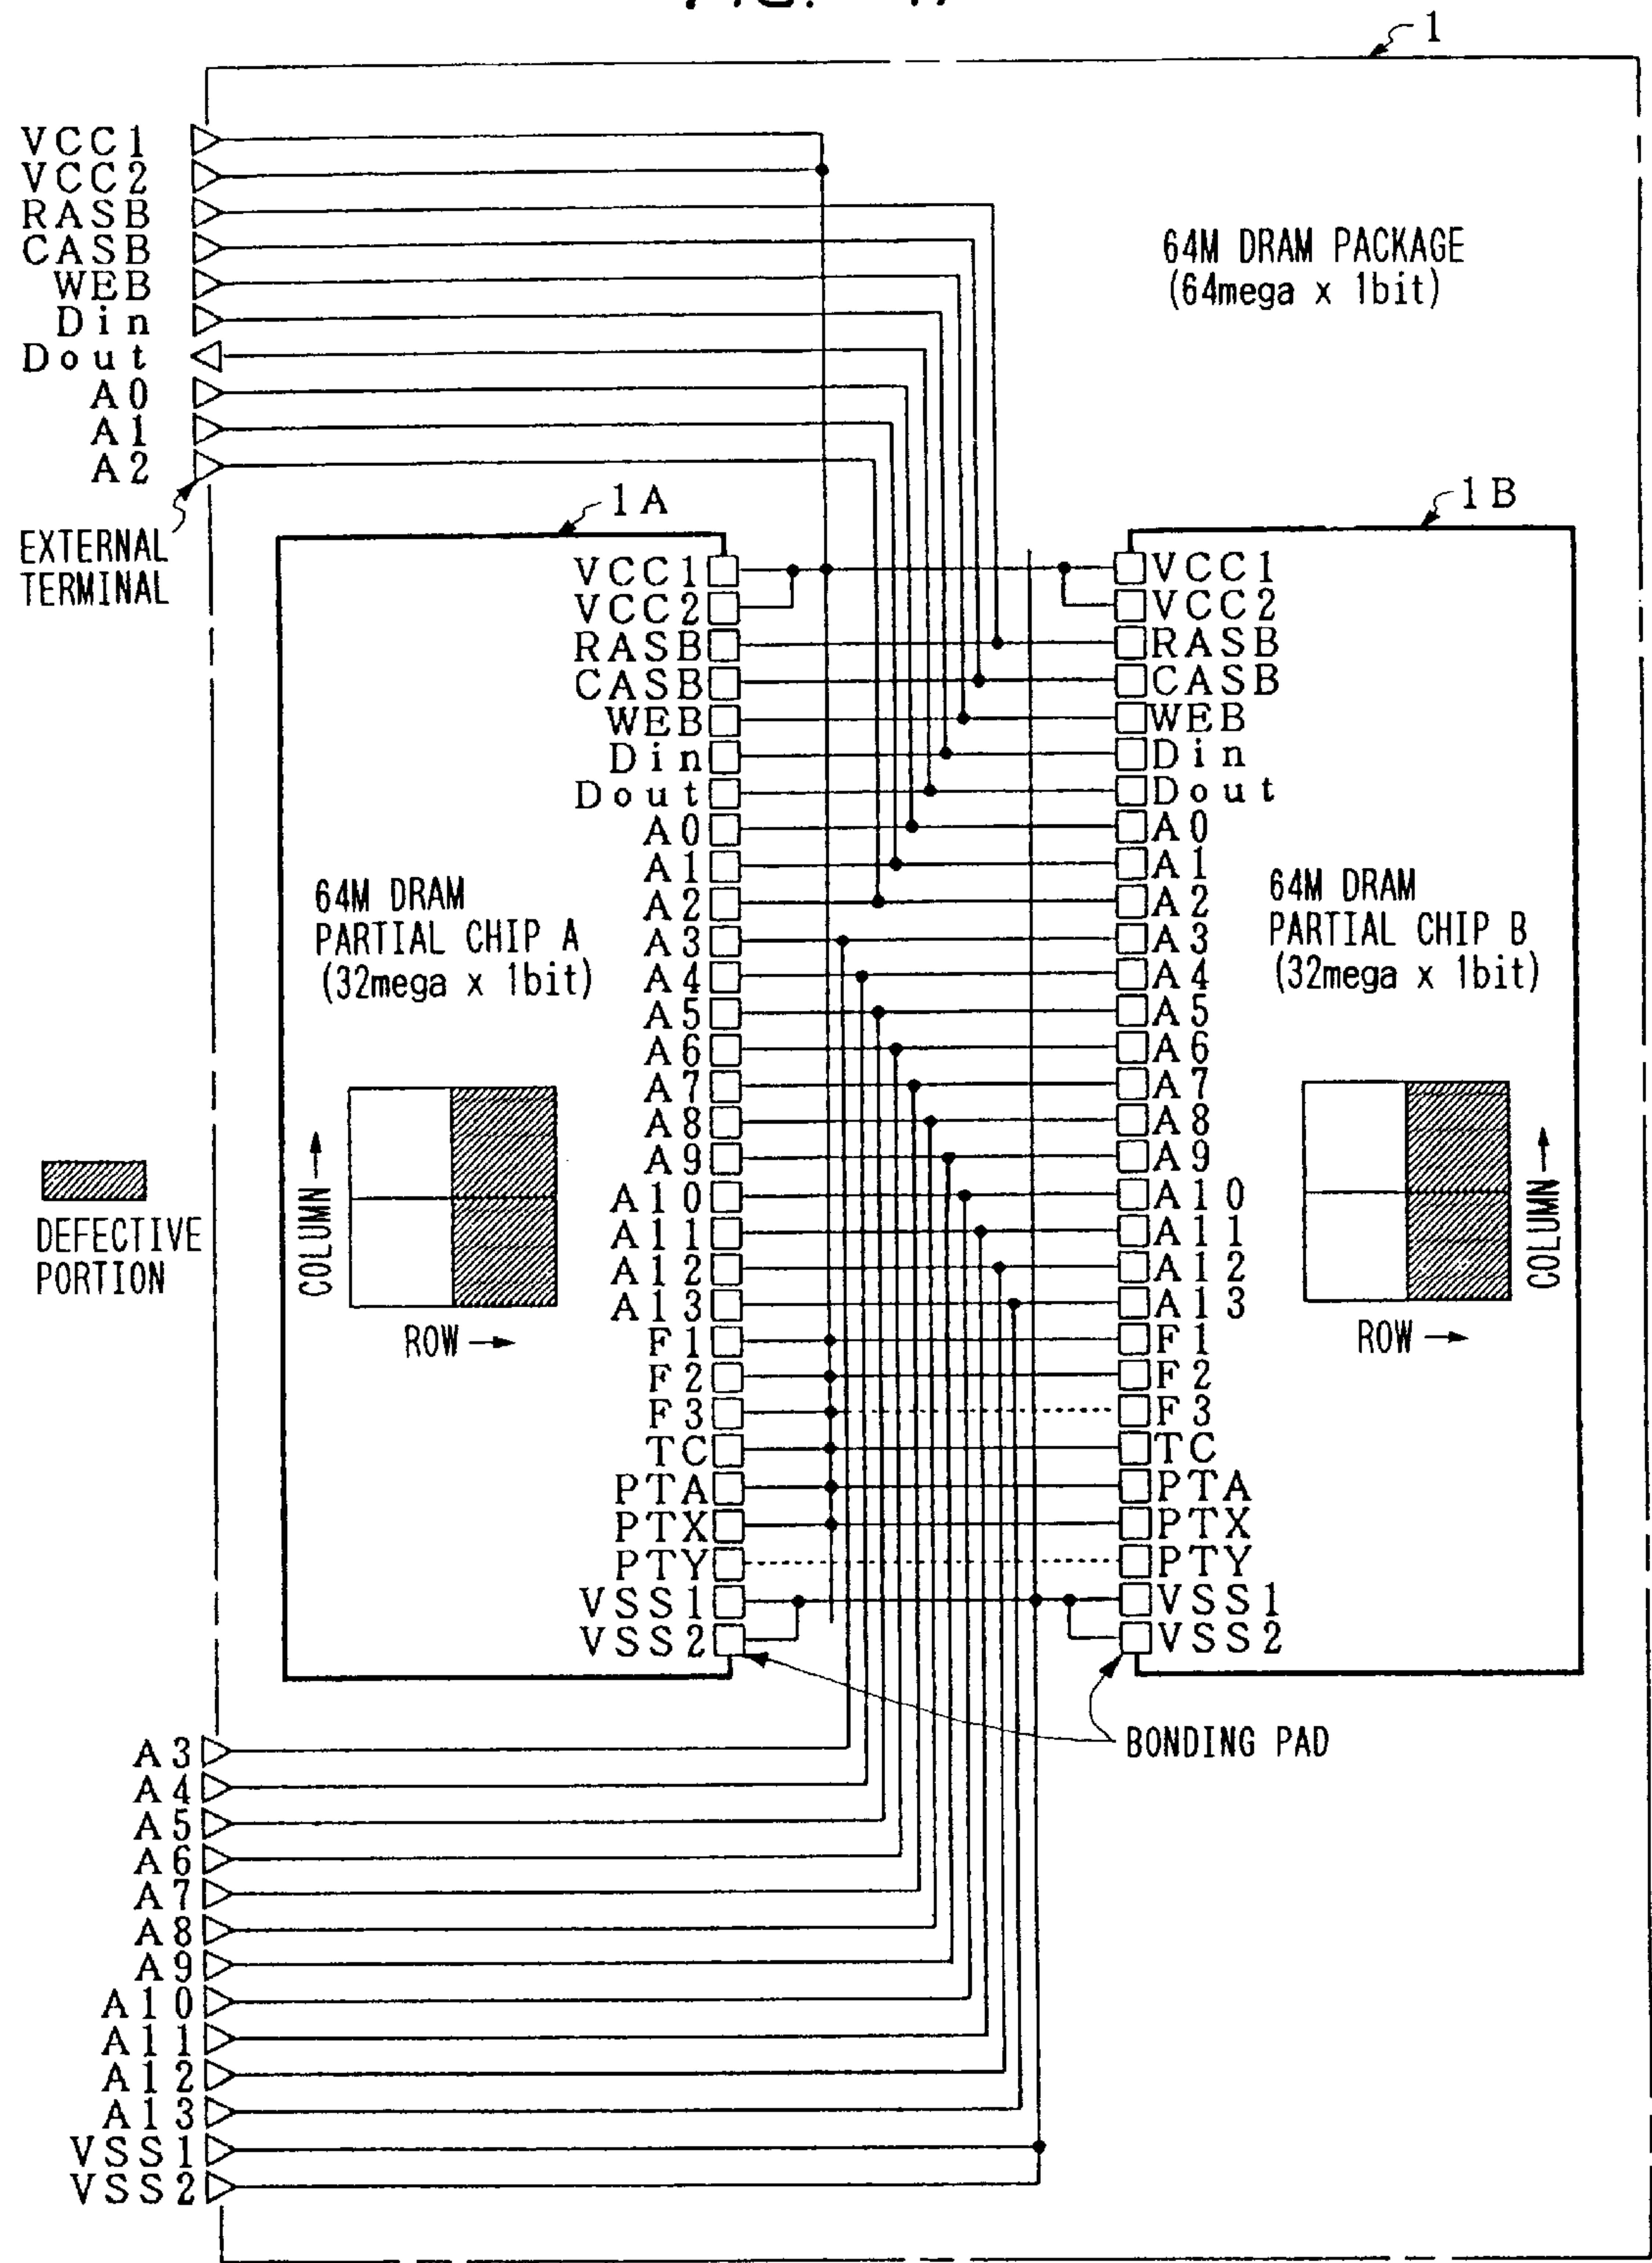 1
VCC1
VCC2
RASB
CASB
WEB
Din
Dout
A0
A1
A2
EXTERNAL
TERMINAL
64M DRAM PACKAGE
(64mega x 1bit)
1A
VCC1
VCC2
RASB
CASB
WEB
Din
Dout
A0
A1
A2
A3
A4
A5
A6
A7
A8
A9
A10
A11
A12
A13
F1
F2
F3
TC
PTA
PTX
PTY
VSS1
VSS2
64M DRAM
PARTIAL CHIP A
(32mega x 1bit)
COLUMN
ROW
DEFECTIVE
PORTION
1B
VCC1
VCC2
RASB
CASB
WEB
Din
Dout
A0
A1
A2
A3
A4
A5
A6
A7
A8
A9
A10
A11
A12
A13
F1
F2
F3
TC
PTA
PTX
PTY
VSS1
VSS2
64M DRAM
PARTIAL CHIP B
(32mega x 1bit)
COLUMN
ROW
BONDING PAD
A3
A4
A5
A6
A7
A8
A9
A10
A11
A12
A13
VSS1
VSS2